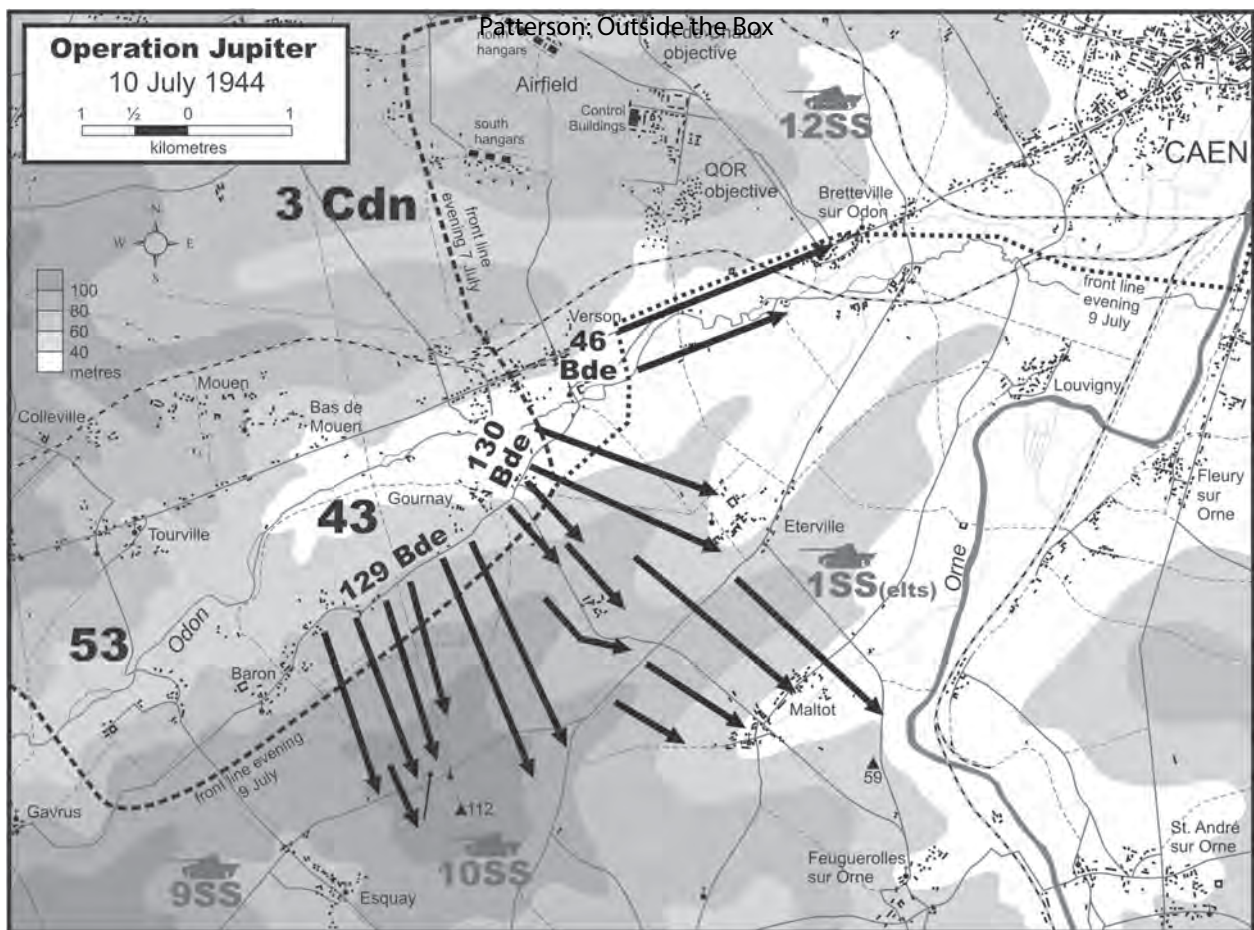 Patterson: Outside the Box
Operation Jupiter
10 July 1944
1 ½ 0 1
kilometres
north
hangars
objective
Airfield
Control
Buildings
south
hangars
12SS
CAEN
QOR
objective
3 Cdn
Bretteville
sur Odon
front line
evening 7 July
N
W E
S
100
80
60
40
metres
front line
evening
9 July
Verson
46
Bde
Louvigny
Mouen
Colleville
Bas de
Mouen
130
Bde
Gournay
43
Fleury
sur
Orne
Tourville
Eterville
129 Bde
1SS(elts)
Orne
Odon
53
Baron
Maltot
front line evening
9 July
59
Gavrus
112
St. André
sur Orne
Feuguerolles
sur Orne
10SS
9SS
Esquay